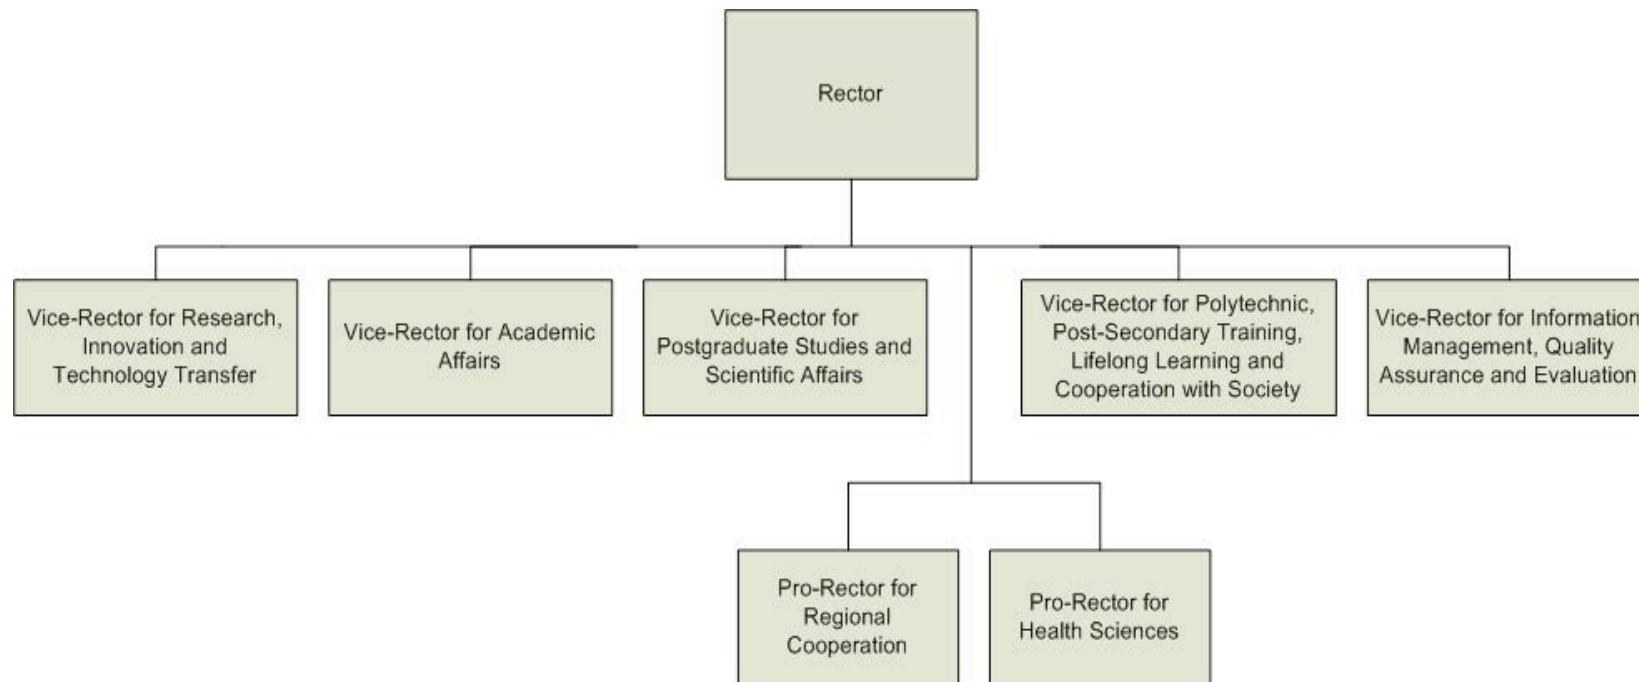 Rector
Vice-Rector for Research,
Innovation and
Technology Transfer
Vice-Rector for Academic
Affairs
Vice-Rector for
Postgraduate Studies and
Scientific Affairs
Vice-Rector for Polytechnic,
Post-Secondary Training,
Lifelong Learning and
Cooperation with Society
Vice-Rector for Information
Management, Quality
Assurance and Evaluation
Pro-Rector for
Regional
Cooperation
Pro-Rector for
Health Sciences